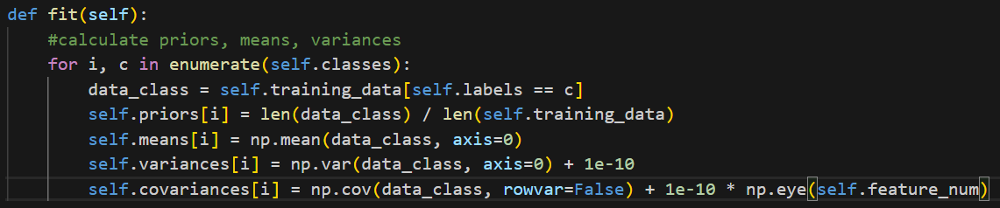 def fit(self):
    #calculate priors, means, variances
    for i, c in enumerate(self.classes):
        data_class = self.training_data[self.labels == c]
        self.priors[i] = len(data_class) / len(self.training_data)
        self.means[i] = np.mean(data_class, axis=0)
        self.variances[i] = np.var(data_class, axis=0) + 1e-10
        self.covariances[i] = np.cov(data_class, rowvar=False) + 1e-10 * np.eye(self.feature_num)